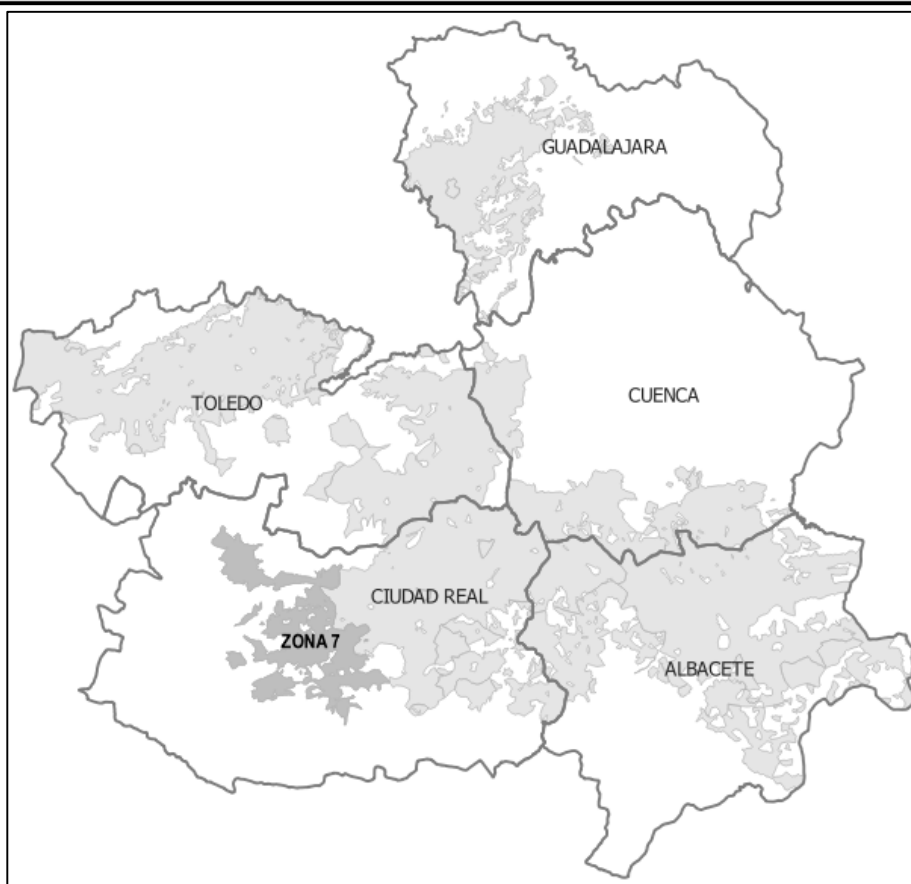 GUADALAJARA
CUENCA
TOLEDO
CIUDAD REAL
ZONA 7
ALBACETE